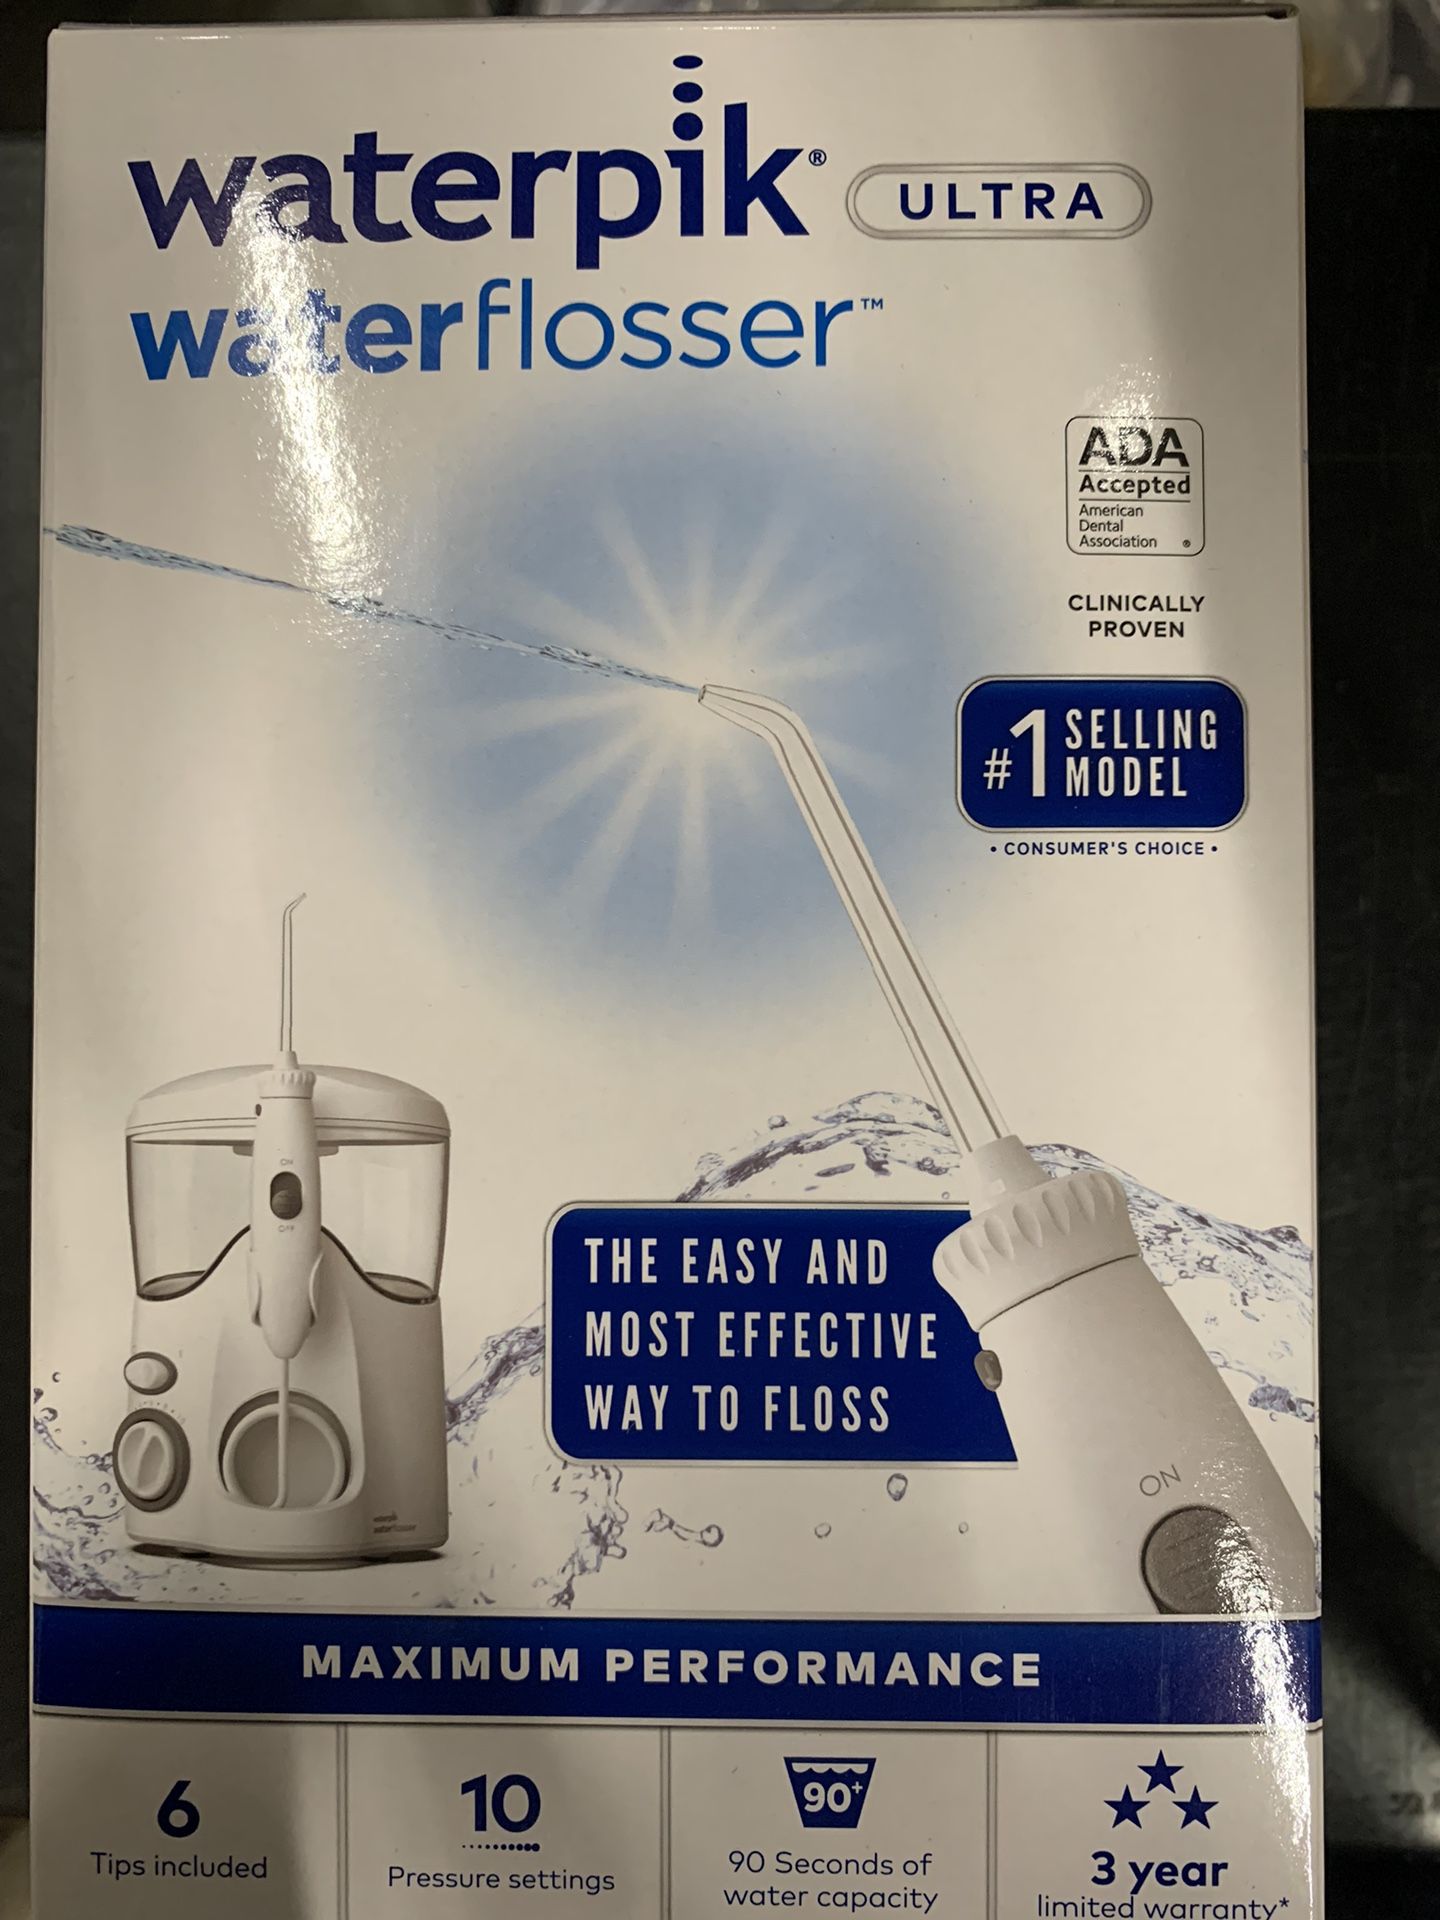 waterpik® ULTRA
waterflosser™
ADA
Accepted
American
Dental
Association ®
CLINICALLY
PROVEN
#1 SELLING
MODEL
• CONSUMER'S CHOICE •
ON
OFF
THE EASY AND
MOST EFFECTIVE
WAY TO FLOSS
ON
waterpik
waterflosser
MAXIMUM PERFORMANCE
6
Tips included
10
Pressure settings
90+
90 Seconds of
water capacity
3 year
limited warranty*